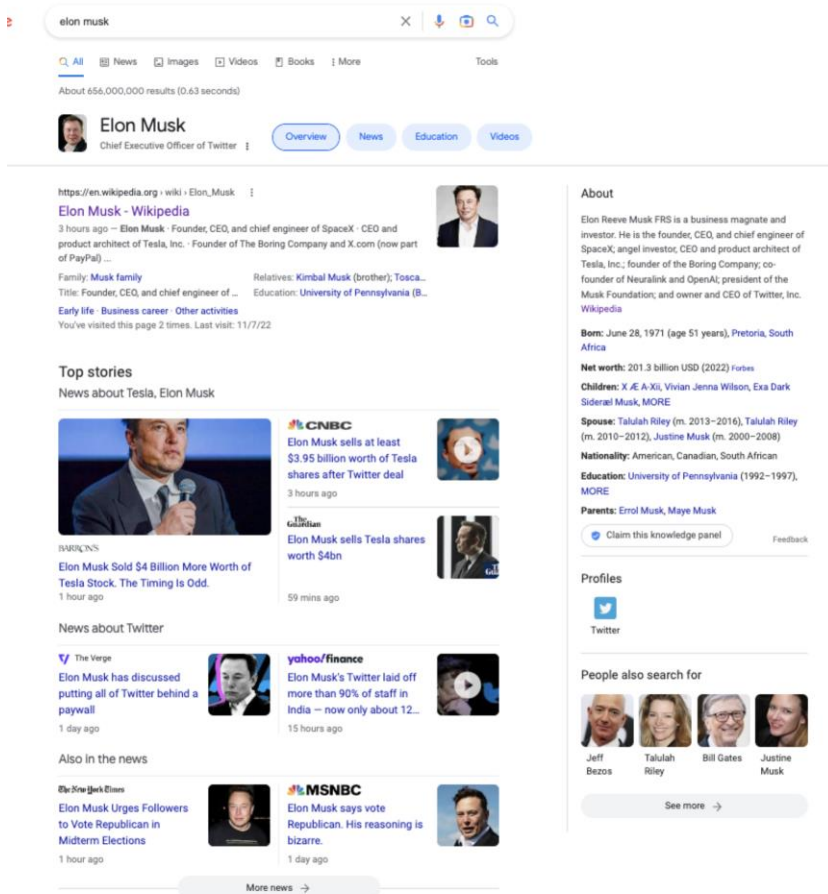 elon musk
All News Images Videos Books More Tools
About 656,000,000 results (0.63 seconds)
Elon Musk
Chief Executive Officer of Twitter
Overview News Education Videos
https://en.wikipedia.org › wiki › Elon_Musk
Elon Musk - Wikipedia
3 hours ago — Elon Musk · Founder, CEO, and chief engineer of SpaceX · CEO and
product architect of Tesla, Inc. · Founder of The Boring Company and X.com (now part
of PayPal) ...
Family: Musk family Relatives: Kimbal Musk (brother); Tosca...
Title: Founder, CEO, and chief engineer of ... Education: University of Pennsylvania (B...
Early life · Business career · Other activities
You've visited this page 2 times. Last visit: 11/7/22
Top stories
News about Tesla, Elon Musk
BARRON'S
Elon Musk Sold $4 Billion More Worth of
Tesla Stock. The Timing Is Odd.
1 hour ago
CNBC
Elon Musk sells at least
$3.95 billion worth of Tesla
shares after Twitter deal
3 hours ago
The Guardian
Elon Musk sells Tesla shares
worth $4bn
59 mins ago
News about Twitter
The Verge
Elon Musk has discussed
putting all of Twitter behind a
paywall
1 day ago
yahoo/finance
Elon Musk's Twitter laid off
more than 90% of staff in
India — now only about 12...
15 hours ago
Also in the news
The New York Times
Elon Musk Urges Followers
to Vote Republican in
Midterm Elections
1 hour ago
MSNBC
Elon Musk says vote
Republican. His reasoning is
bizarre.
1 day ago
More news →
About
Elon Reeve Musk FRS is a business magnate and
investor. He is the founder, CEO, and chief engineer of
SpaceX; angel investor, CEO and product architect of
Tesla, Inc.; founder of the Boring Company; co-
founder of Neuralink and OpenAI; president of the
Musk Foundation; and owner and CEO of Twitter, Inc.
Wikipedia
Born: June 28, 1971 (age 51 years), Pretoria, South
Africa
Net worth: 201.3 billion USD (2022) Forbes
Children: X Æ A-Xii, Vivian Jenna Wilson, Exa Dark
Sideræl Musk, MORE
Spouse: Talulah Riley (m. 2013–2016), Talulah Riley
(m. 2010–2012), Justine Musk (m. 2000–2008)
Nationality: American, Canadian, South African
Education: University of Pennsylvania (1992–1997),
MORE
Parents: Errol Musk, Maye Musk
Claim this knowledge panel
Feedback
Profiles
Twitter
People also search for
Jeff Bezos
Talulah Riley
Bill Gates
Justine Musk
See more →